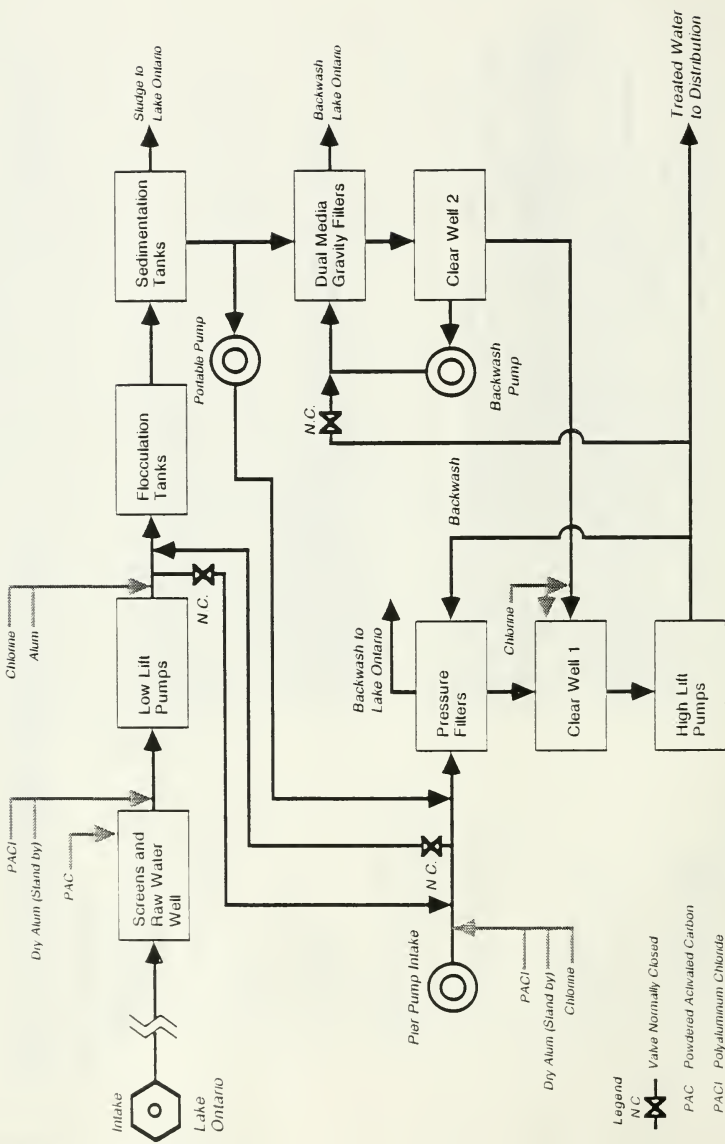 Intake
Lake
Ontario
Screens and
Raw Water
Well
PACl
Dry Alum (Stand by)
PAC
Low Lift
Pumps
Chlorine
Alum
N C.
Flocculation
Tanks
Sedimentation
Tanks
Sludge to
Lake Ontario
Portable Pump
Dual Media
Gravity Filters
Backwash
Lake Ontario
Clear Well 2
Backwash
Pump
N.C.
Pier Pump Intake
PACl
Dry Alum (Stand by)
Chlorine
N C.
Pressure
Filters
Backwash to
Lake Ontario
Backwash
Clear Well 1
Chlorine
High Lift
Pumps
Treated Water
to Distribution
Legend
N C
Valve Normally Closed
PAC Powdered Activated Carbon
PACl Polyaluminum Chloride